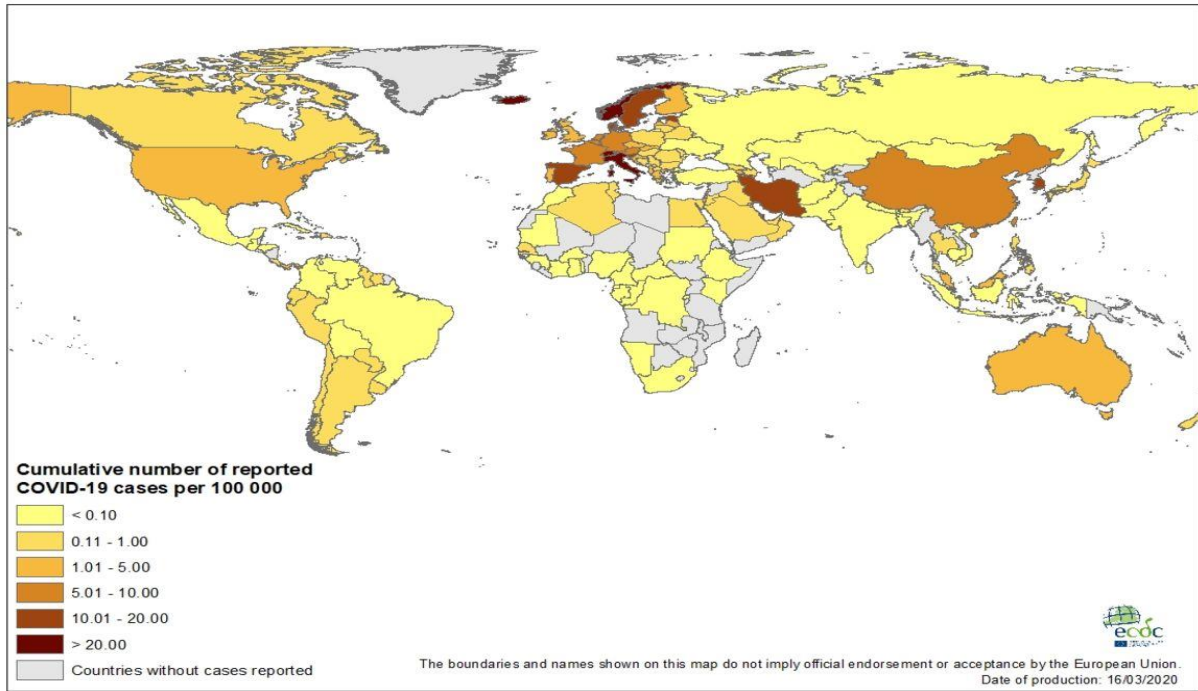 Cumulative number of reported
COVID-19 cases per 100 000
< 0.10
0.11 - 1.00
1.01 - 5.00
5.01 - 10.00
10.01 - 20.00
> 20.00
Countries without cases reported
ecdc
The boundaries and names shown on this map do not imply official endorsement or acceptance by the European Union.
Date of production: 16/03/2020